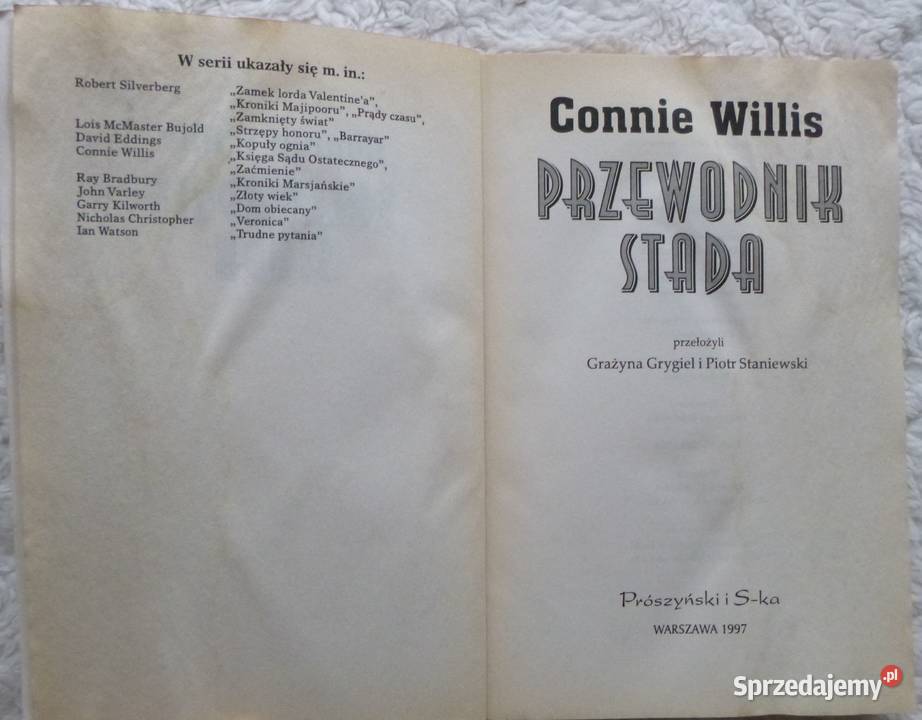 W serii ukazały się m. in.:
Robert Silverberg „Zamek lorda Valentine'a”,
„Kroniki Majipooru”, „Prądy czasu”,
„Zamknięty świat”
Lois McMaster Bujold „Strzępy honoru”, „Barrayar”
David Eddings „Kopuły ognia”
Connie Willis „Księga Sądu Ostatecznego”,
„Zaćmienie”
Ray Bradbury „Kroniki Marsjańskie”
John Varley „Złoty wiek”
Garry Kilworth „Dom obiecany”
Nicholas Christopher „Veronica”
Ian Watson „Trudne pytania”
Connie Willis
PRZEWODNIK
STADA
przełożyli
Grażyna Grygiel i Piotr Staniewski
Prószyński i S-ka
WARSZAWA 1997
Sprzedajemy.pl